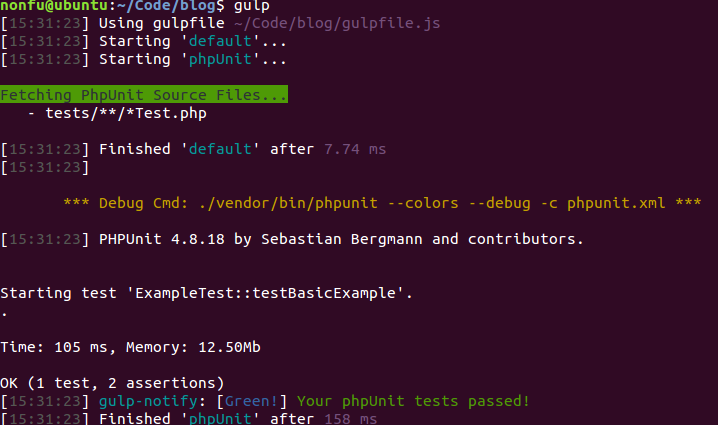 nonfu@ubuntu:~/Code/blog$ gulp
[15:31:23] Using gulpfile ~/Code/blog/gulpfile.js
[15:31:23] Starting 'default'...
[15:31:23] Starting 'phpUnit'...
Fetching PhpUnit Source Files...
- tests/**/*Test.php
[15:31:23] Finished 'default' after 7.74 ms
[15:31:23]
*** Debug Cmd: ./vendor/bin/phpunit --colors --debug -c phpunit.xml ***
[15:31:23] PHPUnit 4.8.18 by Sebastian Bergmann and contributors.
Starting test 'ExampleTest::testBasicExample'.
.
Time: 105 ms, Memory: 12.50Mb
OK (1 test, 2 assertions)
[15:31:23] gulp-notify: [Green!] Your phpUnit tests passed!
[15:31:23] Finished 'phpUnit' after 158 ms